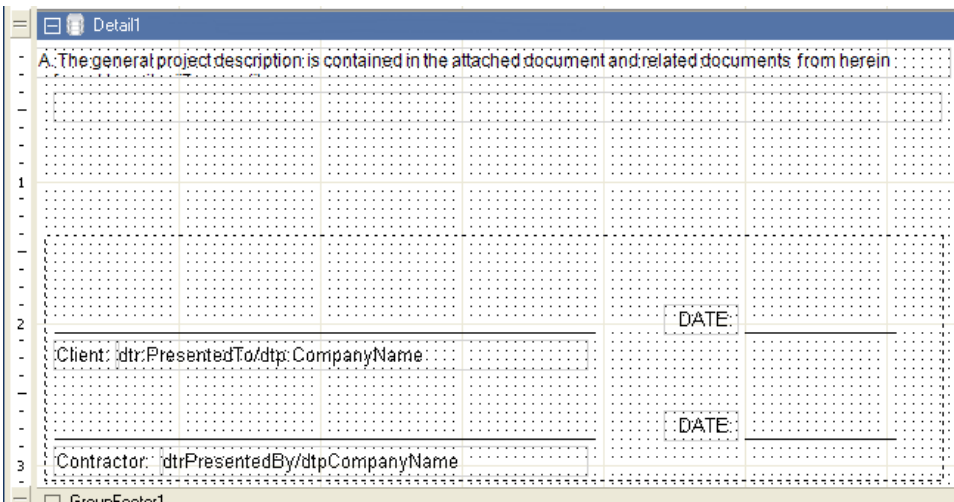 Detail1
A. The general project description is contained in the attached document and related documents, from herein
1
2
DATE:
Client: dtr:PresentedTo/dtp:CompanyName
DATE:
3
Contractor: dtrPresentedBy/dtpCompanyName
GroupFooter1